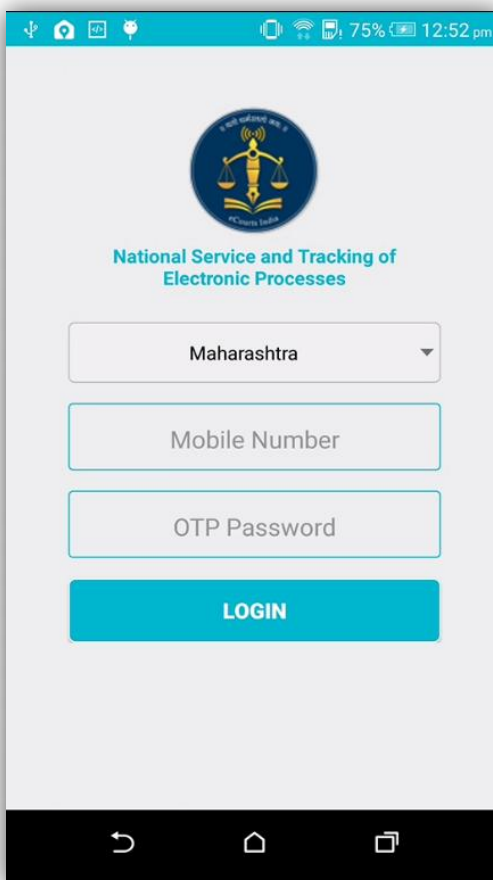 75% 12:52 pm
eCourts India
National Service and Tracking of
Electronic Processes
Maharashtra
Mobile Number
OTP Password
LOGIN